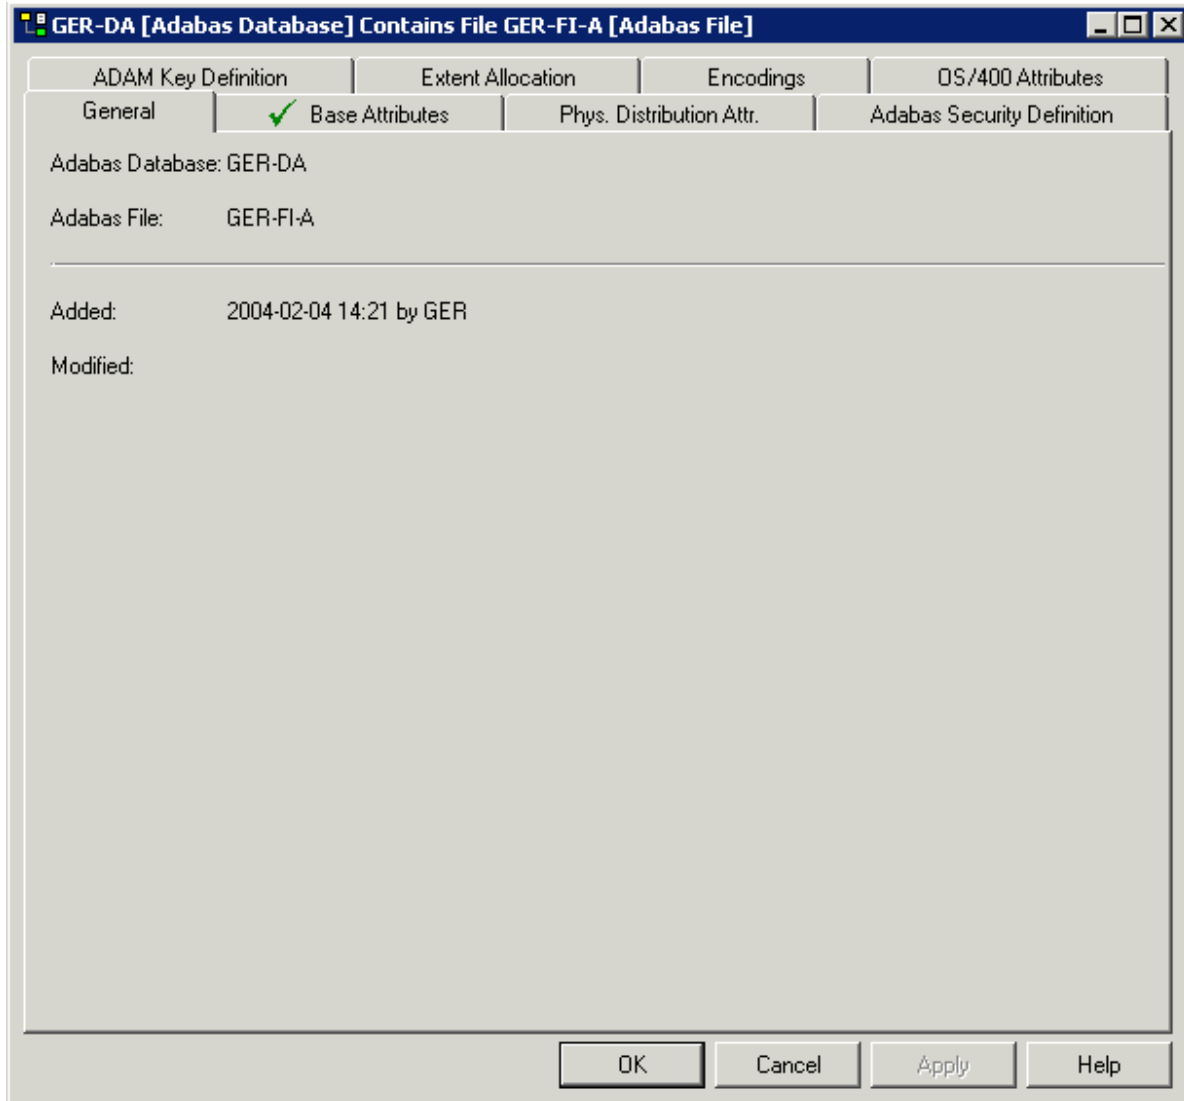 GER-DA [Adabas Database] Contains File GER-FI-A [Adabas File]
ADAM Key Definition Extent Allocation Encodings OS/400 Attributes
General Base Attributes Phys. Distribution Attr. Adabas Security Definition
Adabas Database: GER-DA
Adabas File: GER-FI-A
Added: 2004-02-04 14:21 by GER
Modified:
OK Cancel Apply Help